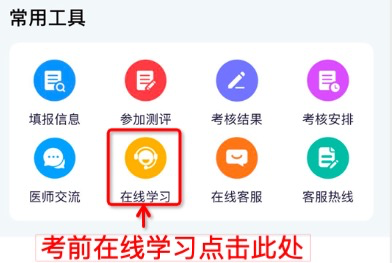 常用工具
填报信息 参加测评 考核结果 考核安排
医师交流 在线学习 在线客服 客服热线
考前在线学习点击此处